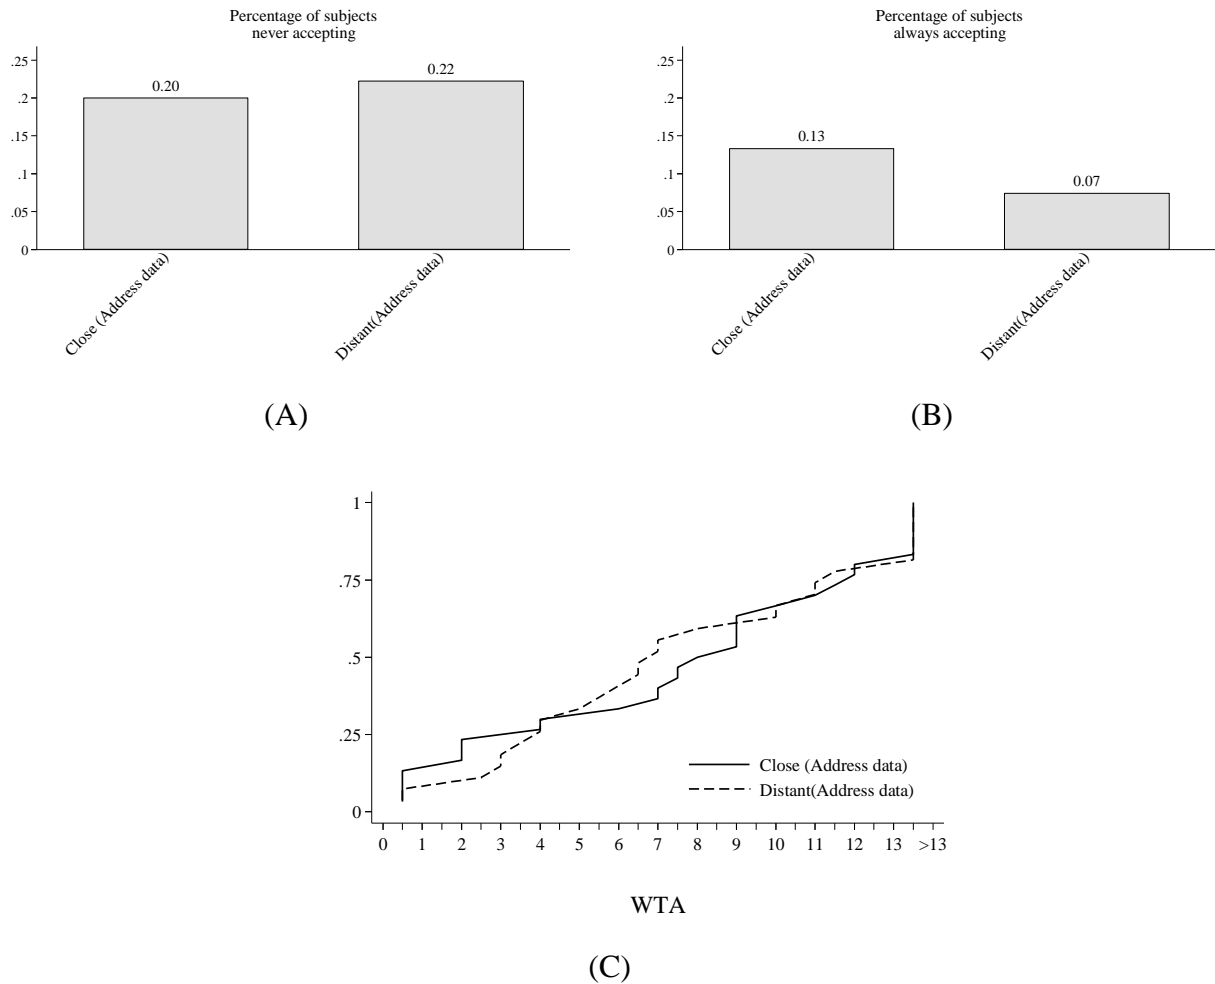 Percentage of subjects
never accepting
.25
.2
.15
.1
.05
0
0.20
0.22
Close (Address data)
Distant(Address data)
(A)
Percentage of subjects
always accepting
.25
.2
.15
.1
.05
0
0.13
0.07
Close (Address data)
Distant(Address data)
(B)
1
.75
.5
.25
0
Close (Address data)
Distant(Address data)
0 1 2 3 4 5 6 7 8 9 10 11 12 13 >13
WTA
(C)